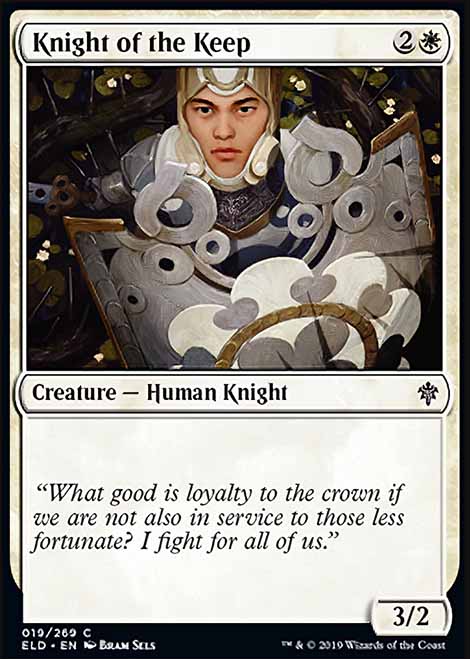 Knight of the Keep 2
Creature — Human Knight
“What good is loyalty to the crown if
we are not also in service to those less
fortunate? I fight for all of us.”
3/2
019/269 C
ELD • EN Bram Sels
™ & © 2019 Wizards of the Coast